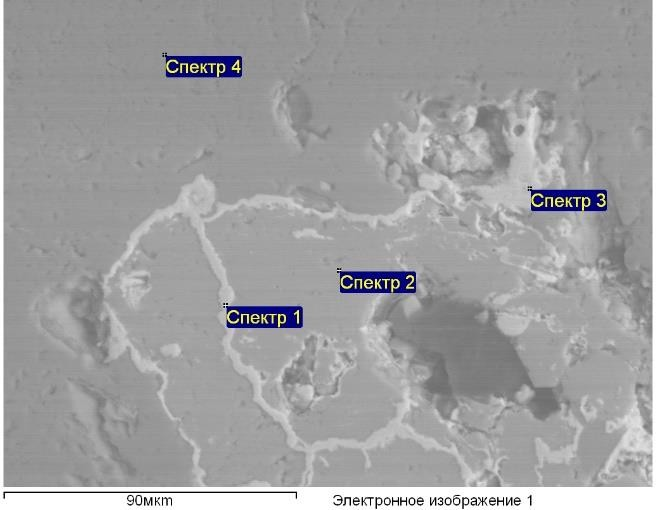 Спектр 4
Спектр 3
Спектр 2
Спектр 1
90мкm
Электронное изображение 1